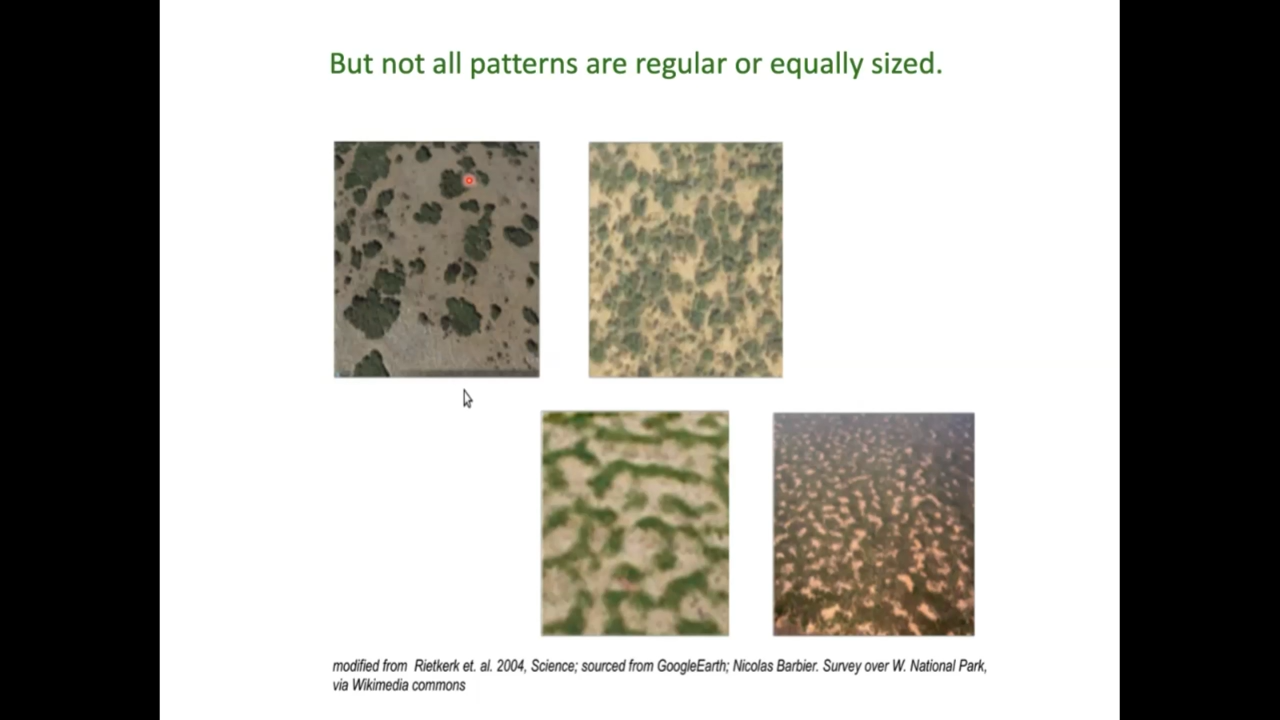 But not all patterns are regular or equally sized.
modified from Rietkerk et. al. 2004, Science; sourced from GoogleEarth; Nicolas Barbier. Survey over W. National Park,
via Wikimedia commons